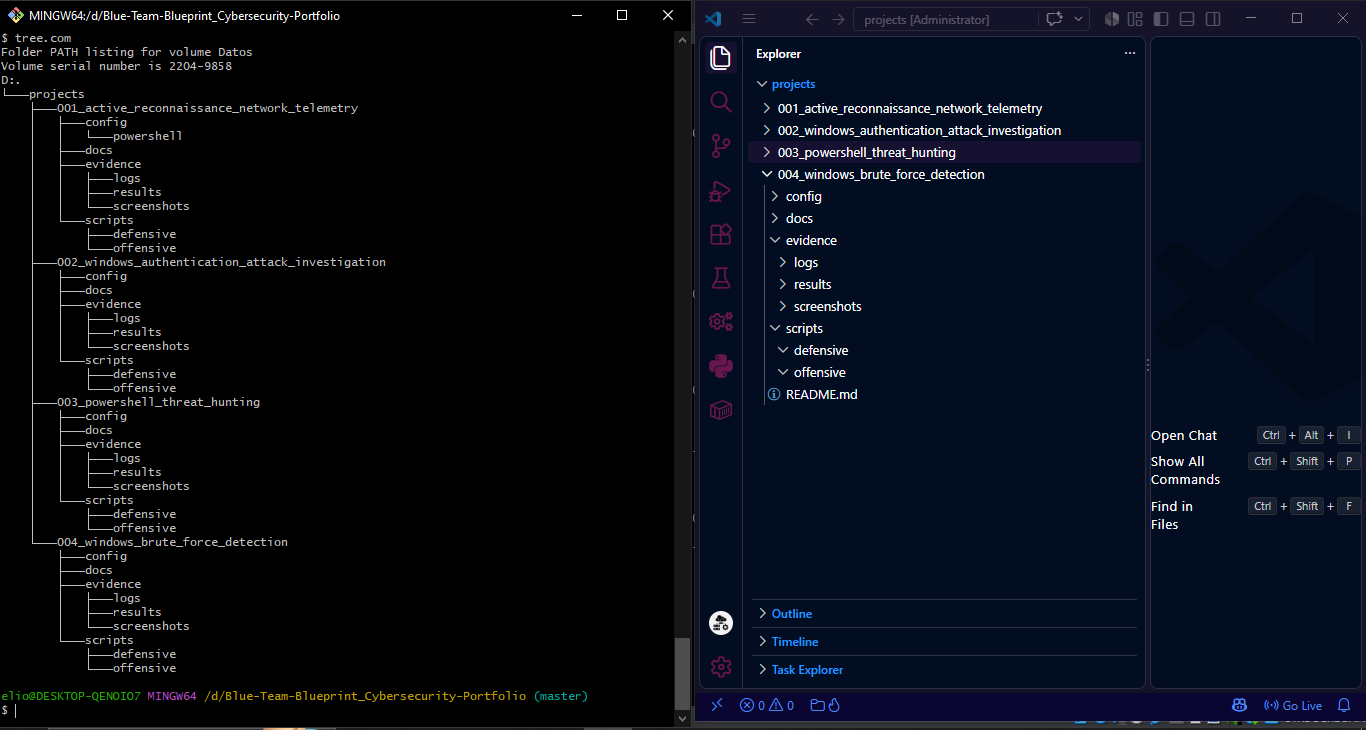 MINGW64:/d/Blue-Team-Blueprint_Cybersecurity-Portfolio
$ tree.com
Folder PATH listing for volume Datos
Volume serial number is 2204-9858
D:.
└───projects
    ├───001_active_reconnaissance_network_telemetry
    │   ├───config
    │   │   └───powershell
    │   ├───docs
    │   ├───evidence
    │   │   ├───logs
    │   │   ├───results
    │   │   └───screenshots
    │   └───scripts
    │       ├───defensive
    │       └───offensive
    ├───002_windows_authentication_attack_investigation
    │   ├───config
    │   ├───docs
    │   ├───evidence
    │   │   ├───logs
    │   │   ├───results
    │   │   └───screenshots
    │   └───scripts
    │       ├───defensive
    │       └───offensive
    ├───003_powershell_threat_hunting
    │   ├───config
    │   ├───docs
    │   ├───evidence
    │   │   ├───logs
    │   │   ├───results
    │   │   └───screenshots
    │   └───scripts
    │       ├───defensive
    │       └───offensive
    └───004_windows_brute_force_detection
        ├───config
        ├───docs
        ├───evidence
        │   ├───logs
        │   ├───results
        │   └───screenshots
        └───scripts
            ├───defensive
            └───offensive
elio@DESKTOP-QENOIO7 MINGW64 /d/Blue-Team-Blueprint_Cybersecurity-Portfolio (master)
$
projects [Administrator]
Explorer
projects
001_active_reconnaissance_network_telemetry
002_windows_authentication_attack_investigation
003_powershell_threat_hunting
004_windows_brute_force_detection
config
docs
evidence
logs
results
screenshots
scripts
defensive
offensive
README.md
Outline
Timeline
Task Explorer
Open Chat Ctrl + Alt + I
Show All Commands Ctrl + Shift + P
Find in Files Ctrl + Shift + F
0 0
Go Live